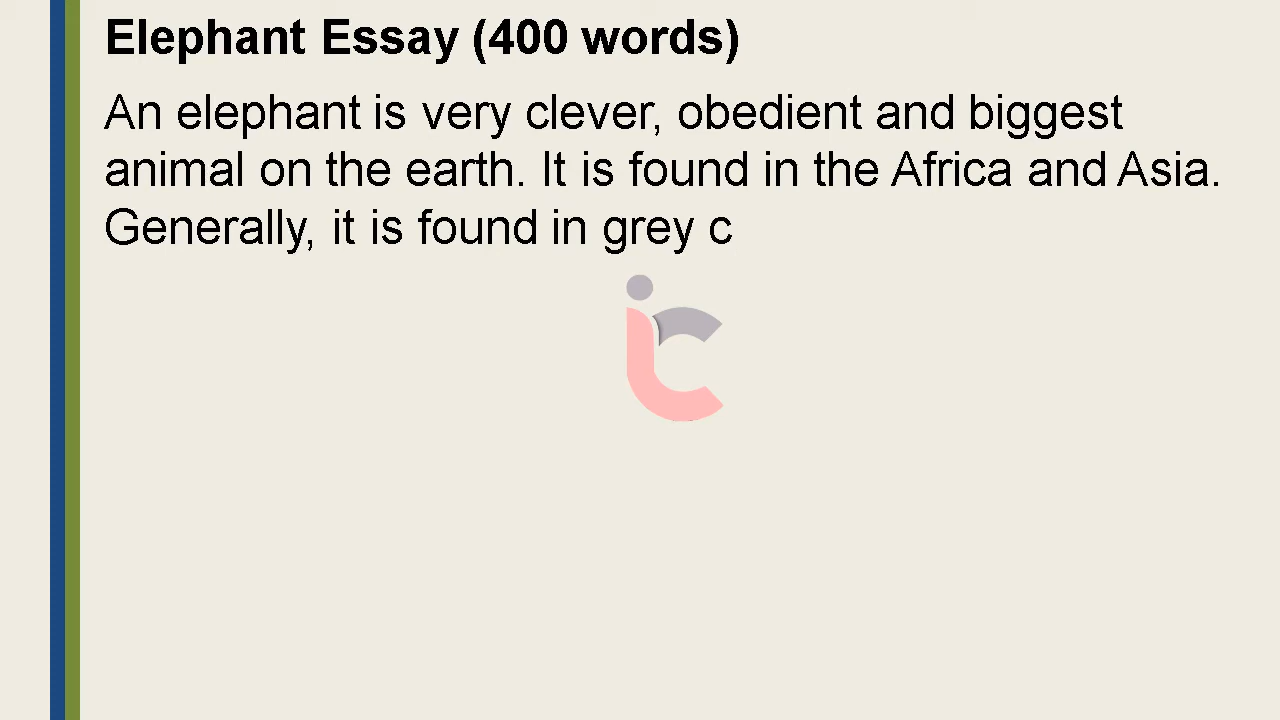 Elephant Essay (400 words)
An elephant is very clever, obedient and biggest
animal on the earth. It is found in the Africa and Asia.
Generally, it is found in grey c